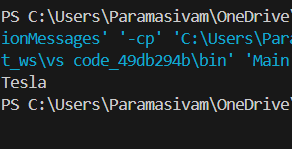 PS C:\Users\Paramasivam\OneDrive\
ionMessages' '-cp' 'C:\Users\Para
t_ws\vs code_49db294b\bin' 'Main
Tesla
PS C:\Users\Paramasivam\OneDrive\